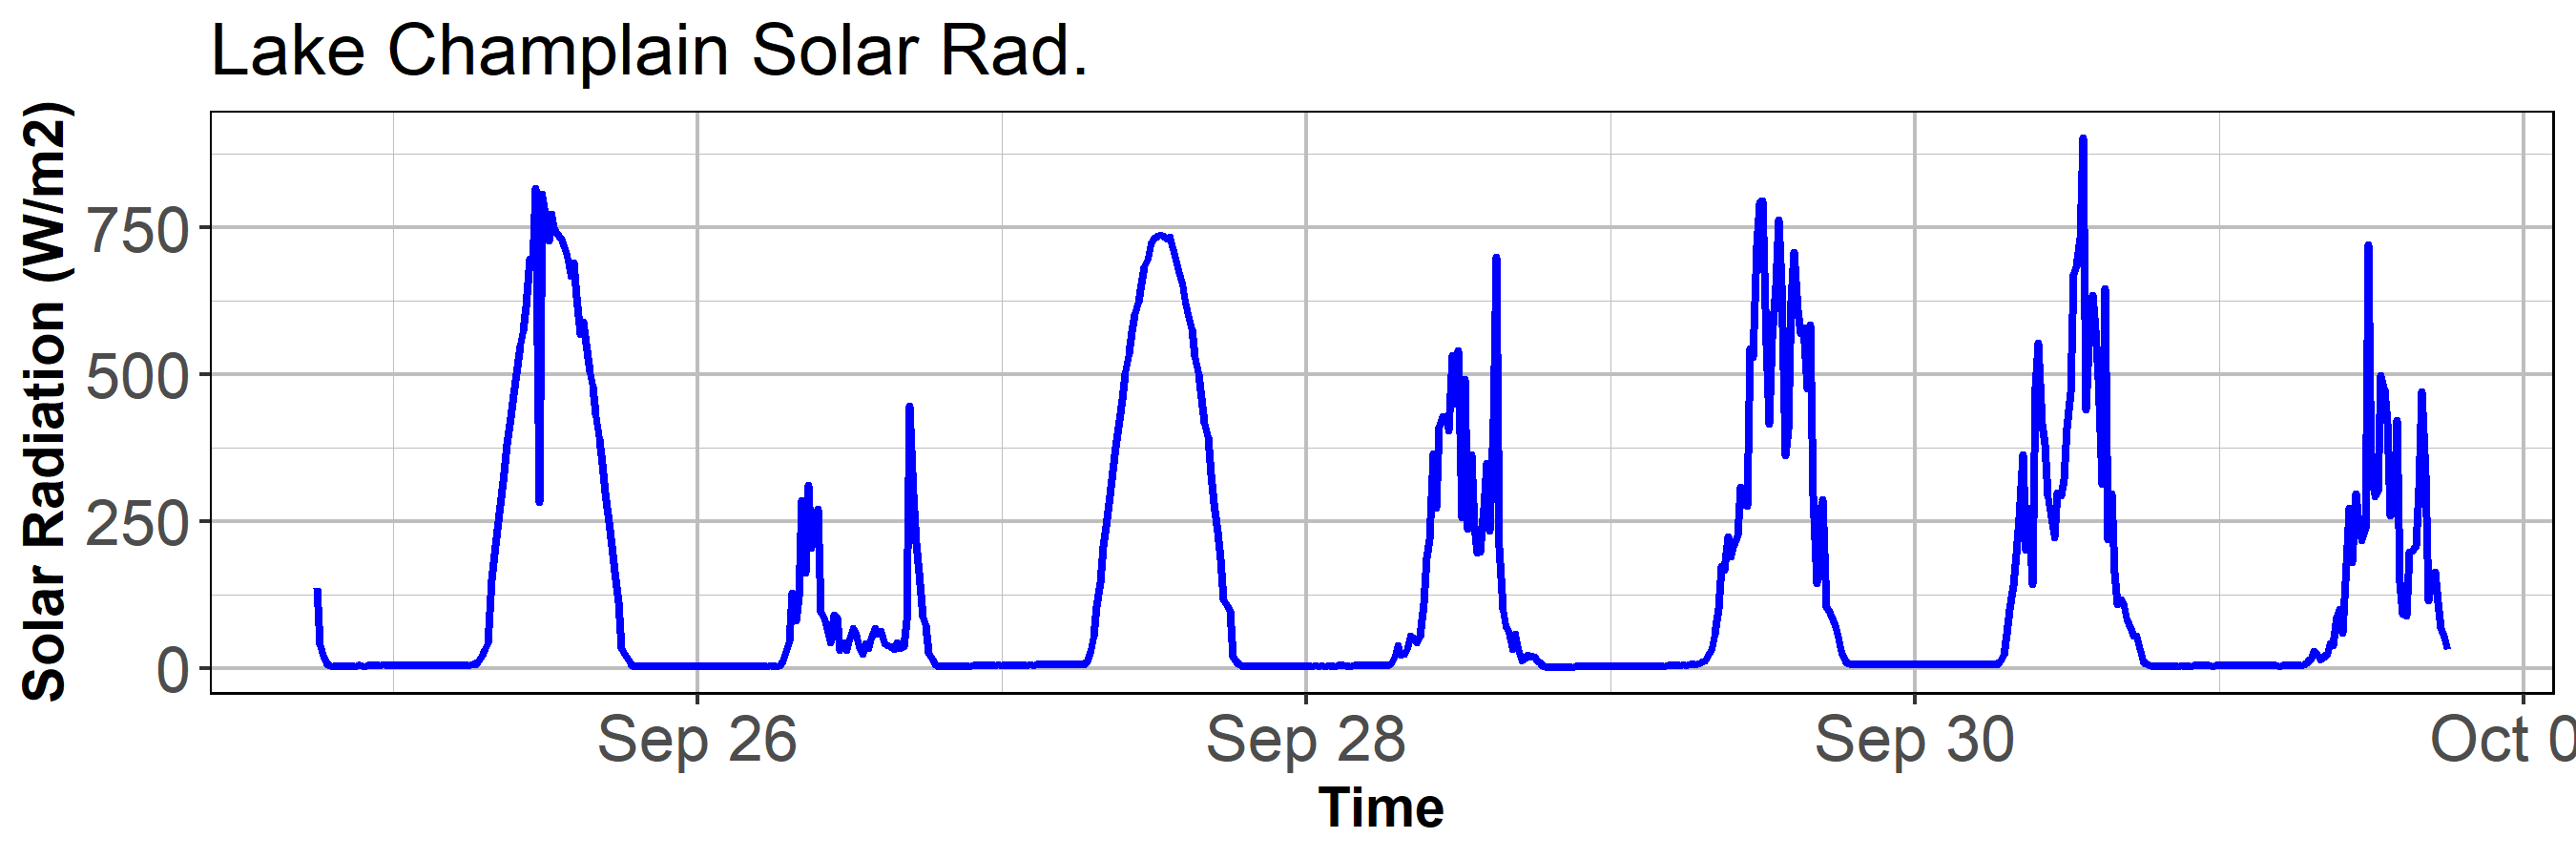 Lake Champlain Solar Rad.
Solar Radiation (W/m2)
750
500
250
0
Sep 26
Sep 28
Sep 30
Oct 0
Time